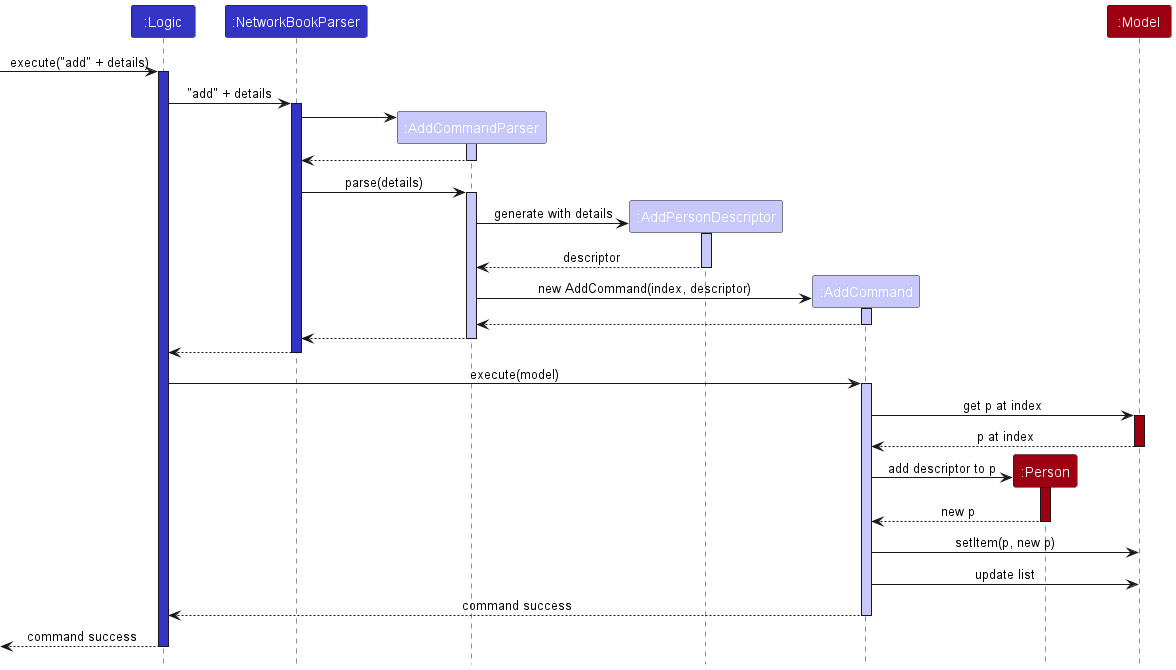 :Logic
:NetworkBookParser
:Model
execute("add" + details)
"add" + details
:AddCommandParser
parse(details)
:AddPersonDescriptor
generate with details
descriptor
:AddCommand
new AddCommand(index, descriptor)
execute(model)
get p at index
p at index
:Person
add descriptor to p
new p
setItem(p, new p)
update list
command success
command success